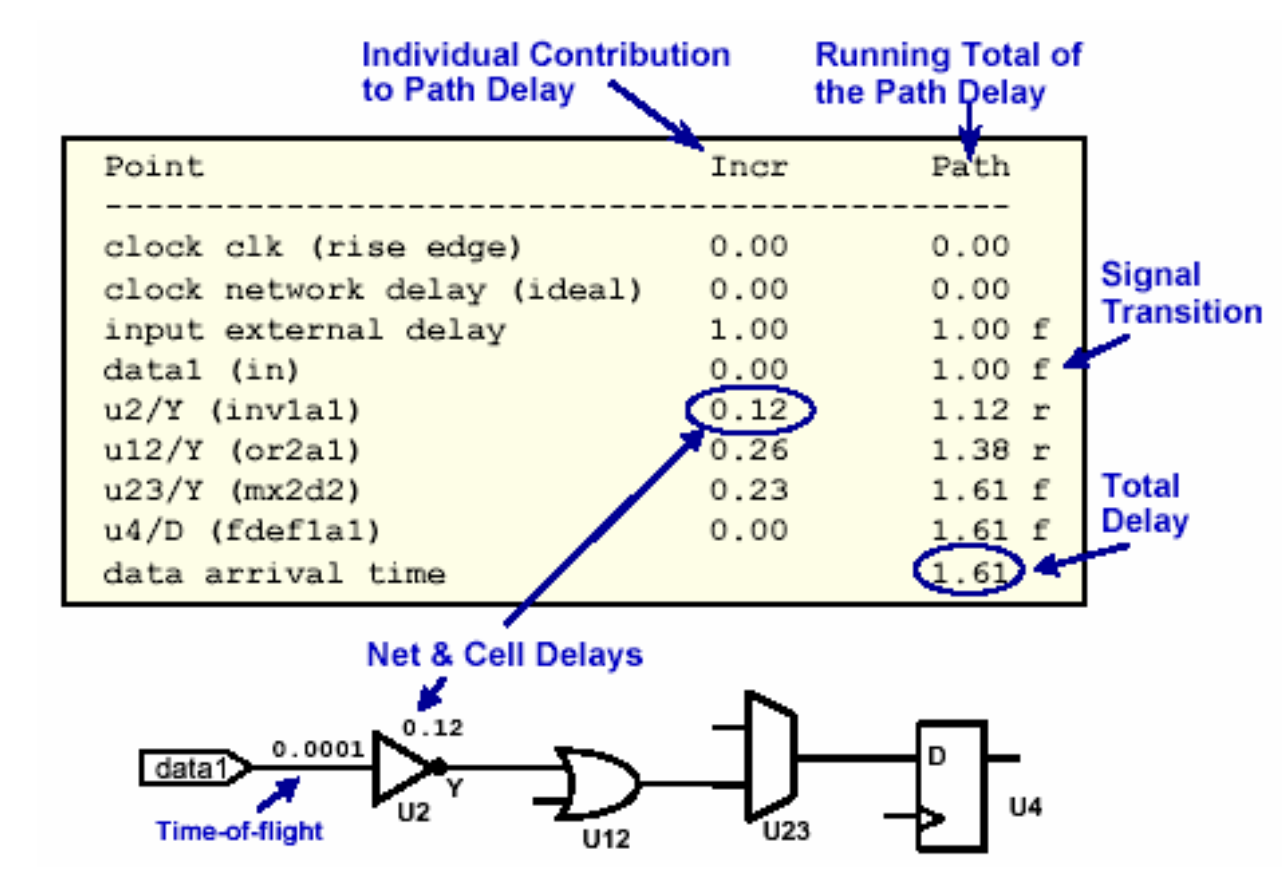 Individual Contribution
to Path Delay
Running Total of
the Path Delay
Point Incr Path
----------------------------------------------
clock clk (rise edge) 0.00 0.00
clock network delay (ideal) 0.00 0.00
input external delay 1.00 1.00 f
data1 (in) 0.00 1.00 f
u2/Y (inv1a1) 0.12 1.12 r
u12/Y (or2a1) 0.26 1.38 r
u23/Y (mx2d2) 0.23 1.61 f
u4/D (fdef1a1) 0.00 1.61 f
data arrival time 1.61
Signal
Transition
Total
Delay
Net & Cell Delays
data1
0.0001
Time-of-flight
0.12
Y
U2
U12
U23
D
U4